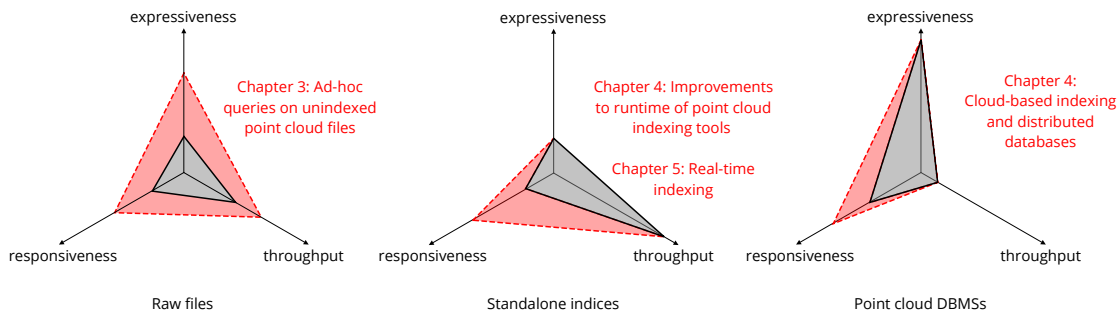 expressiveness
Chapter 3: Ad-hoc
queries on unindexed
point cloud files
responsiveness
throughput
Raw files
expressiveness
Chapter 4: Improvements
to runtime of point cloud
indexing tools
Chapter 5: Real-time
indexing
responsiveness
throughput
Standalone indices
expressiveness
Chapter 4:
Cloud-based indexing
and distributed
databases
responsiveness
throughput
Point cloud DBMSs